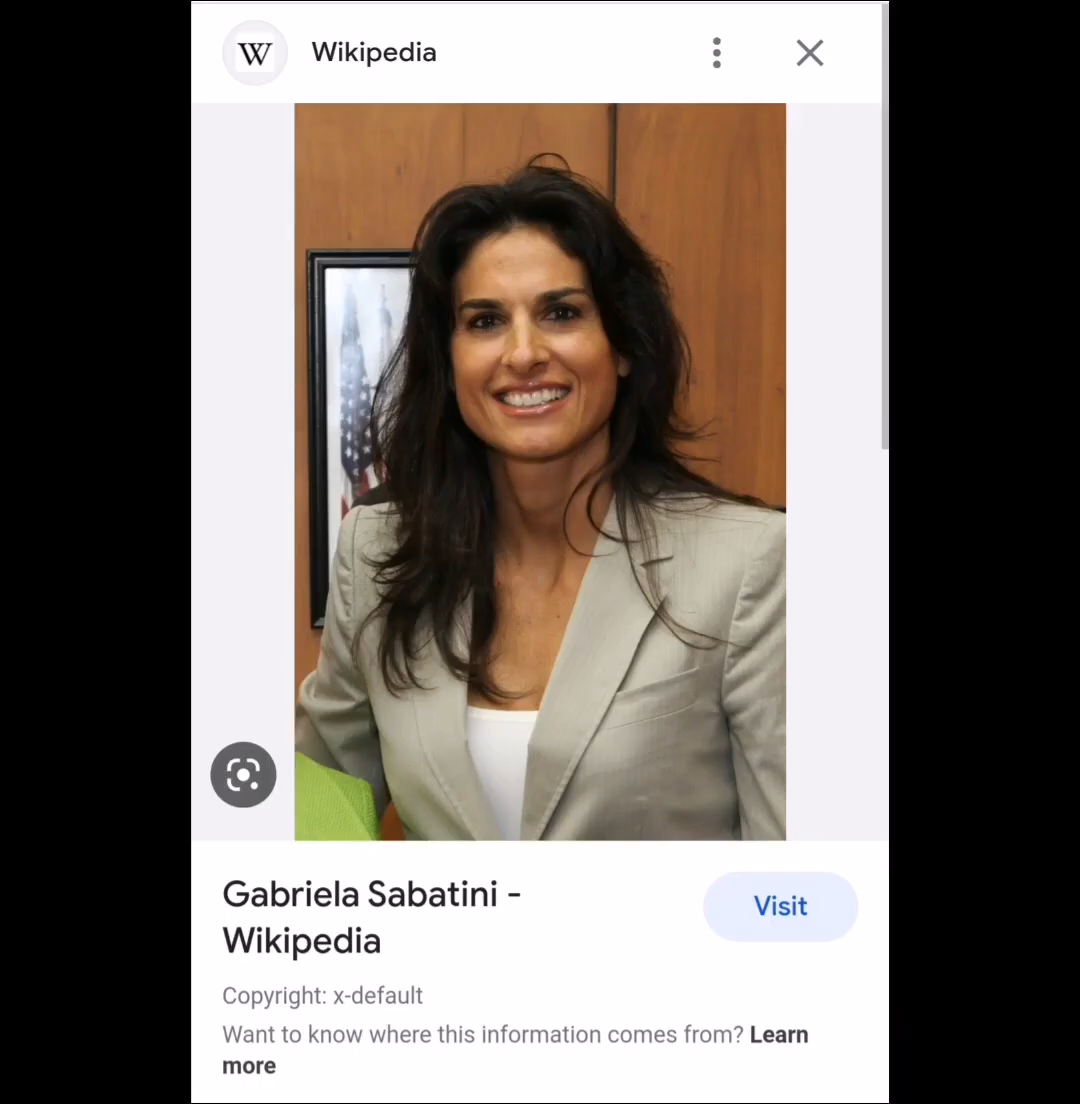 W Wikipedia
Gabriela Sabatini -
Wikipedia
Visit
Copyright: x-default
Want to know where this information comes from? Learn
more